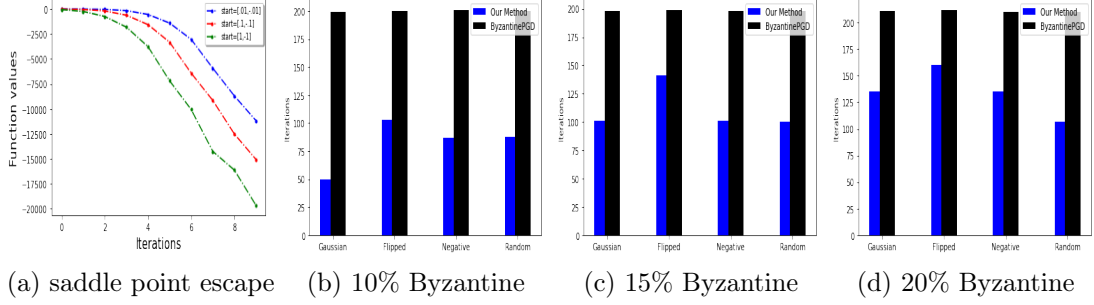 start=[.01,-.01]
start=[.1,-.1]
start=[1,-1]
Function values
0
−2500
−5000
−7500
−10000
−12500
−15000
−17500
−20000
0 2 4 6 8
Iterations
(a) saddle point escape
Our Method
ByzantinePGD
Iterations
200
175
150
125
100
75
50
25
0
Gaussian Flipped Negative Random
(b) 10% Byzantine
Our Method
ByzantinePGD
Iterations
200
175
150
125
100
75
50
25
0
Gaussian Flipped Negative Random
(c) 15% Byzantine
Our Method
ByzantinePGD
Iterations
200
175
150
125
100
75
50
25
0
Gaussian Flipped Negative Random
(d) 20% Byzantine